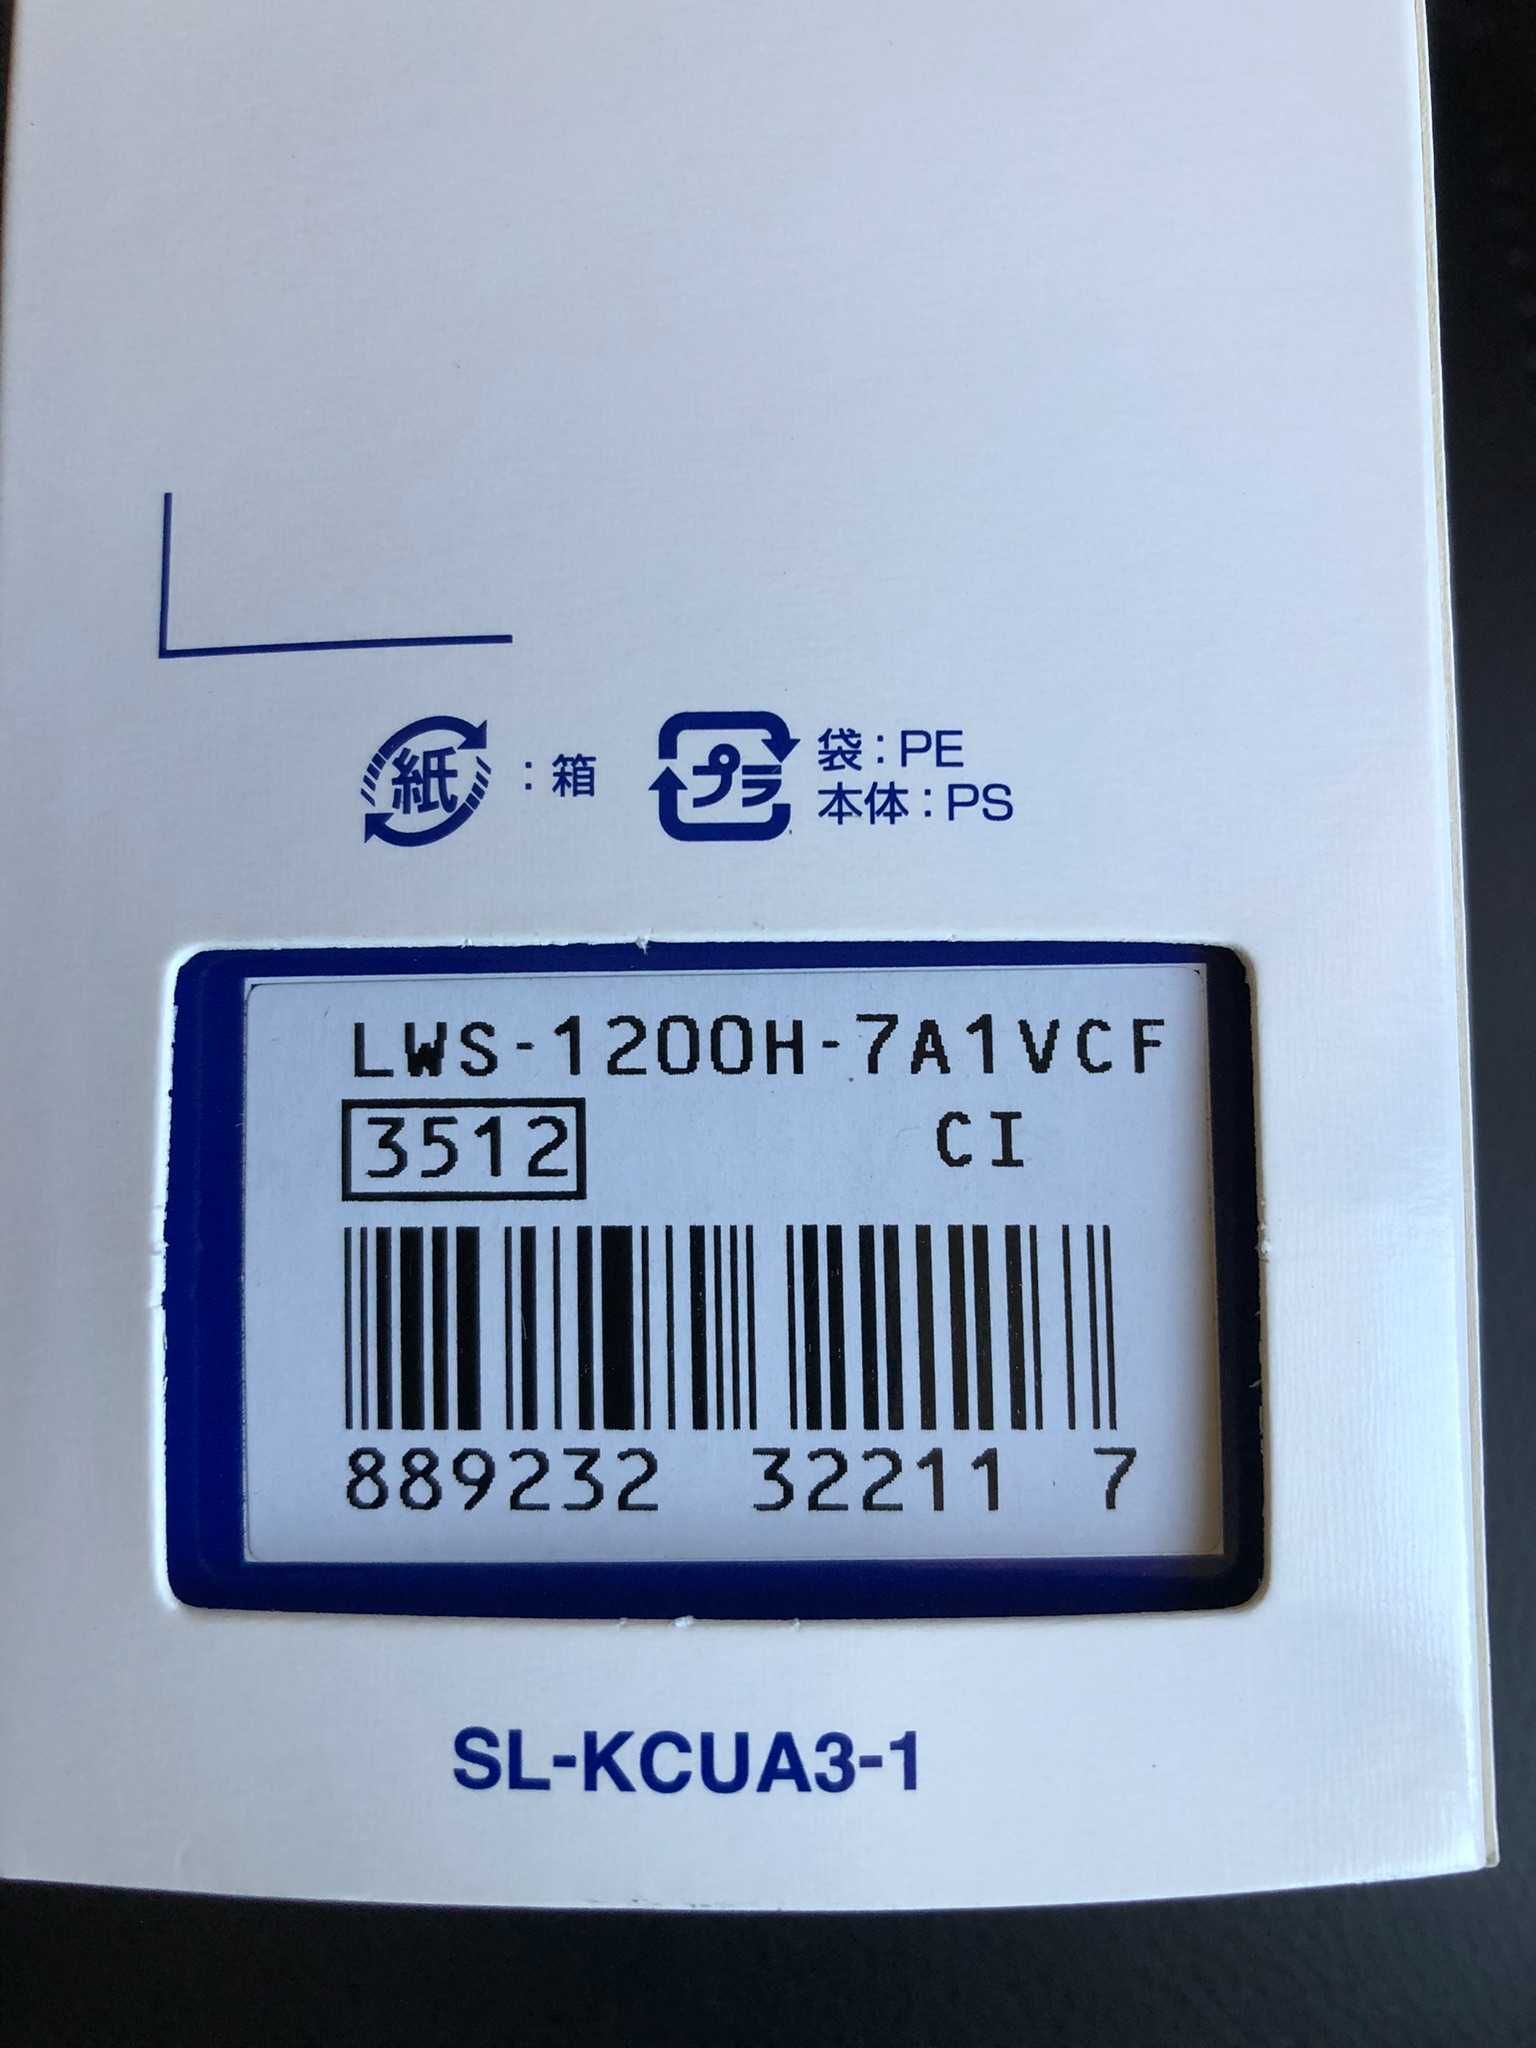 紙 : 箱
プラ 袋 : PE
本体 : PS
LWS-1200H-7A1VCF
3512 CI
889232 32211 7
SL-KCUA3-1